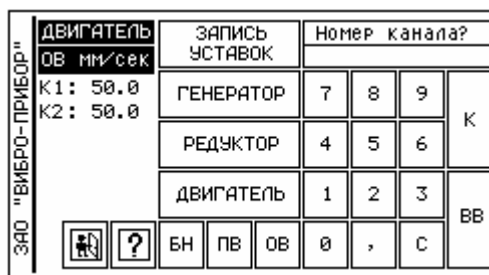 ЗАО "ВИБРО-ПРИБОР"
ДВИГАТЕЛЬ
ОВ мм/сек
К1: 50.0
К2: 50.0
?
ЗАПИСЬ
УСТАВОК
Номер канала?
ГЕНЕРАТОР
7 8 9
К
РЕДУКТОР
4 5 6
ДВИГАТЕЛЬ
1 2 3
ВВ
БН ПВ ОВ 0 , С